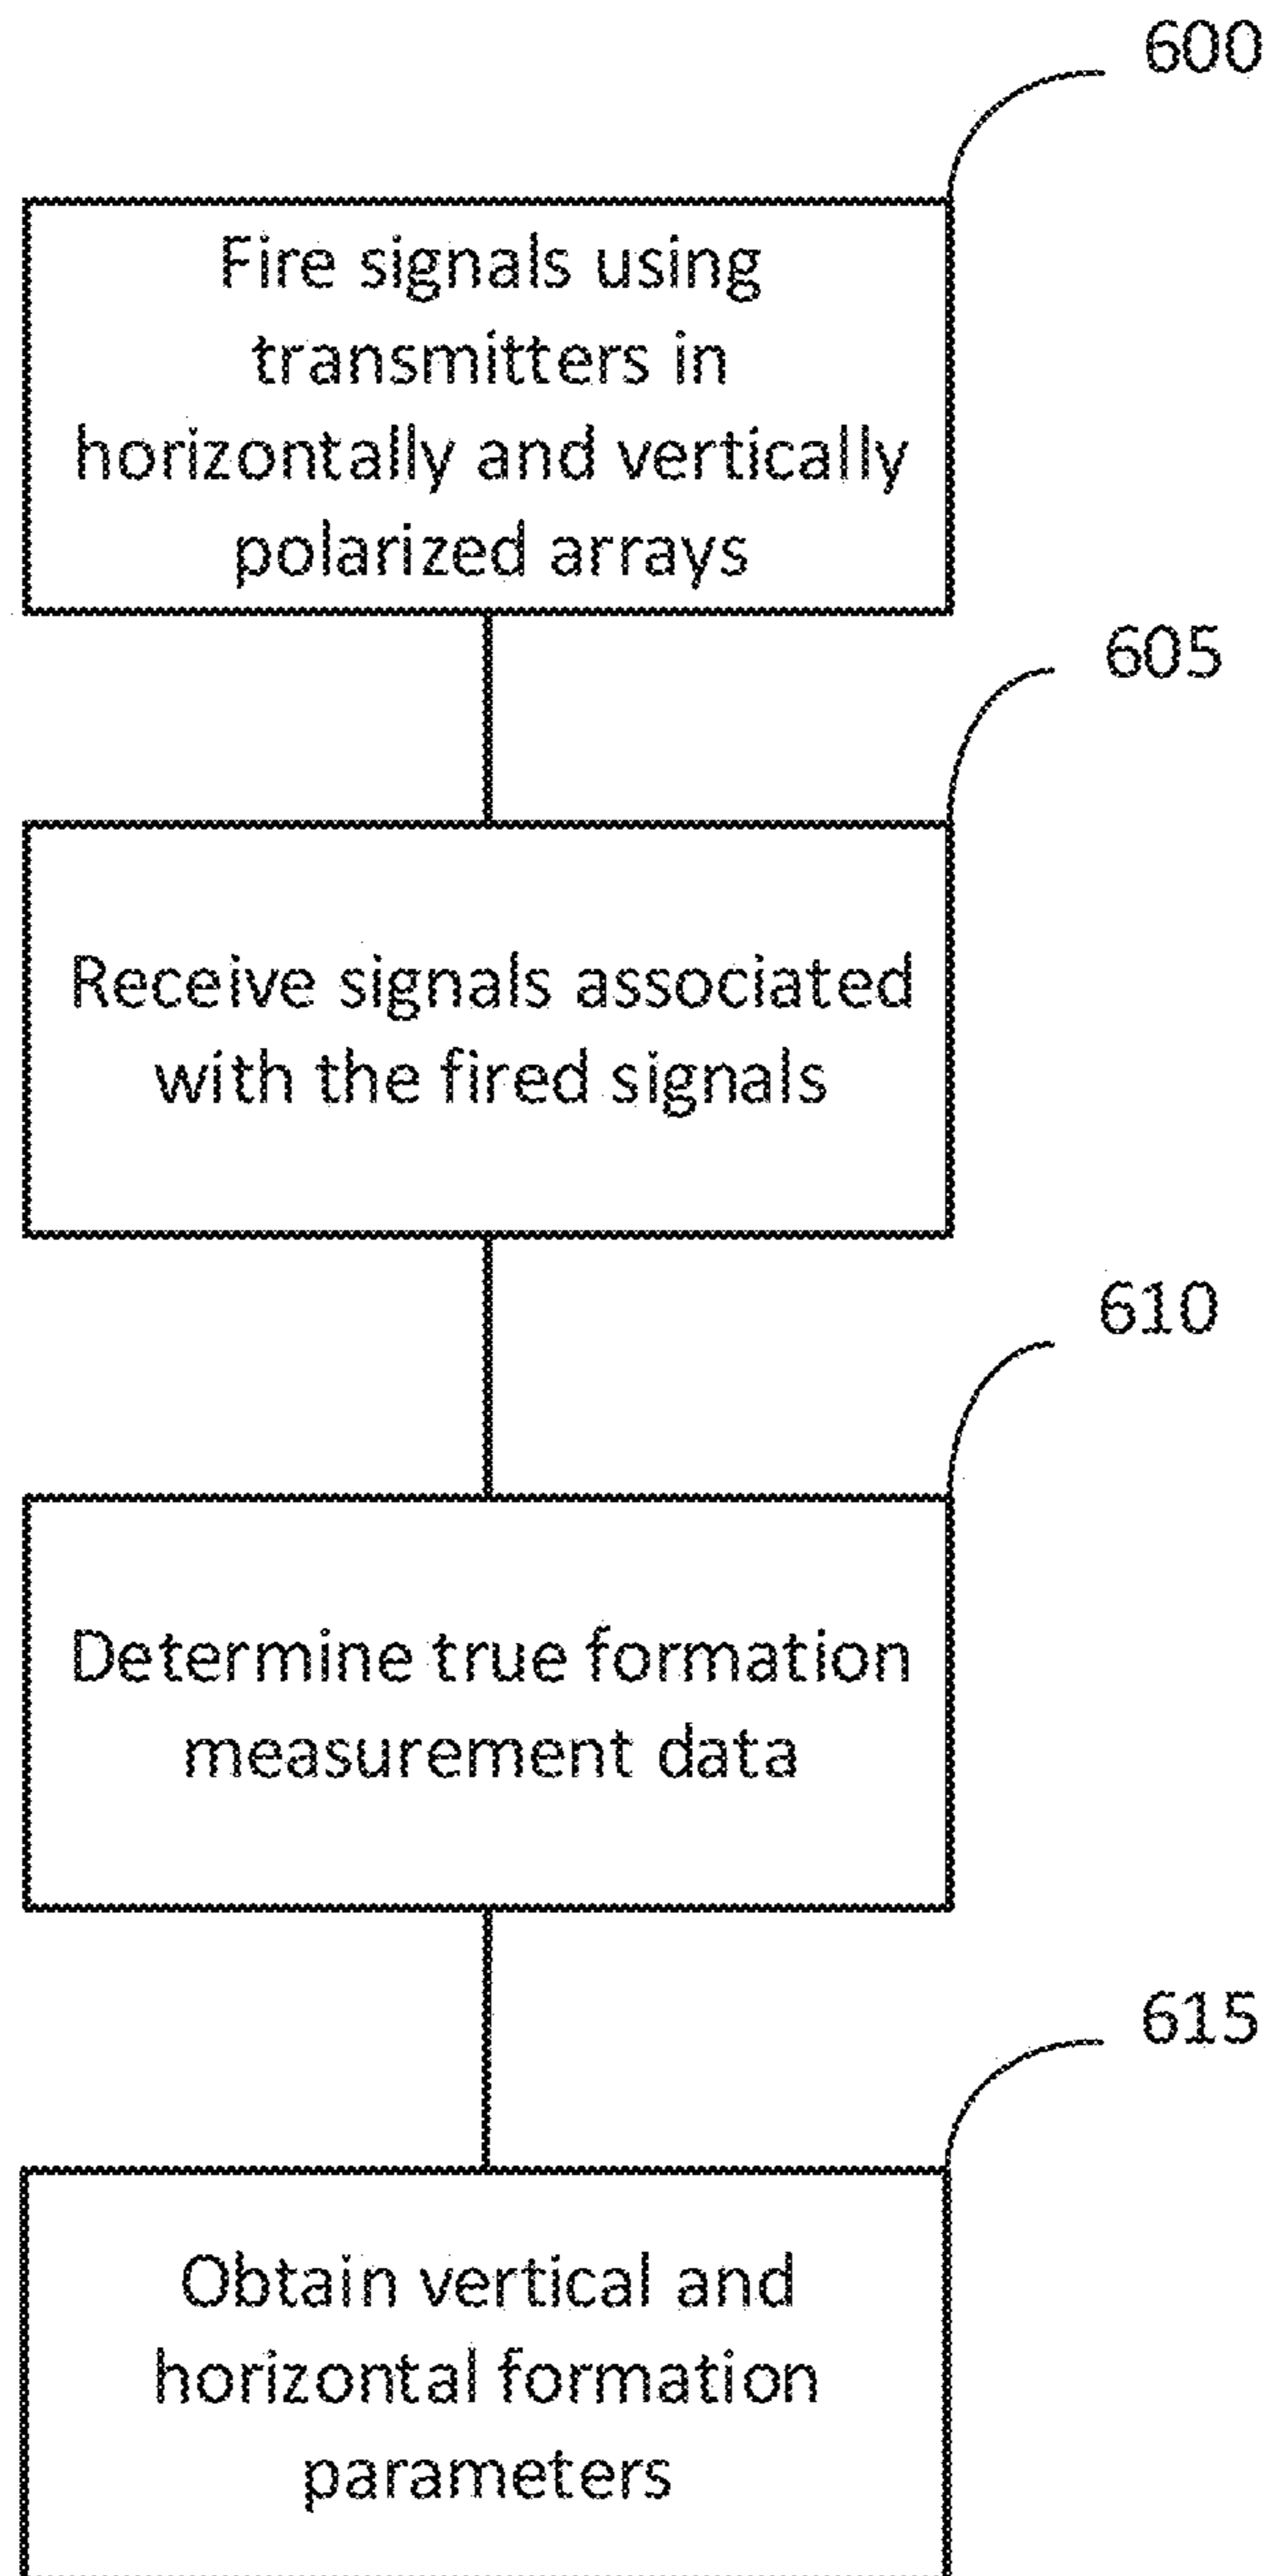 600
Fire signals using
transmitters in
horizontally and vertically
polarized arrays
605
Receive signals associated
with the fired signals
610
Determine true formation
measurement data
615
Obtain vertical and
horizontal formation
parameters